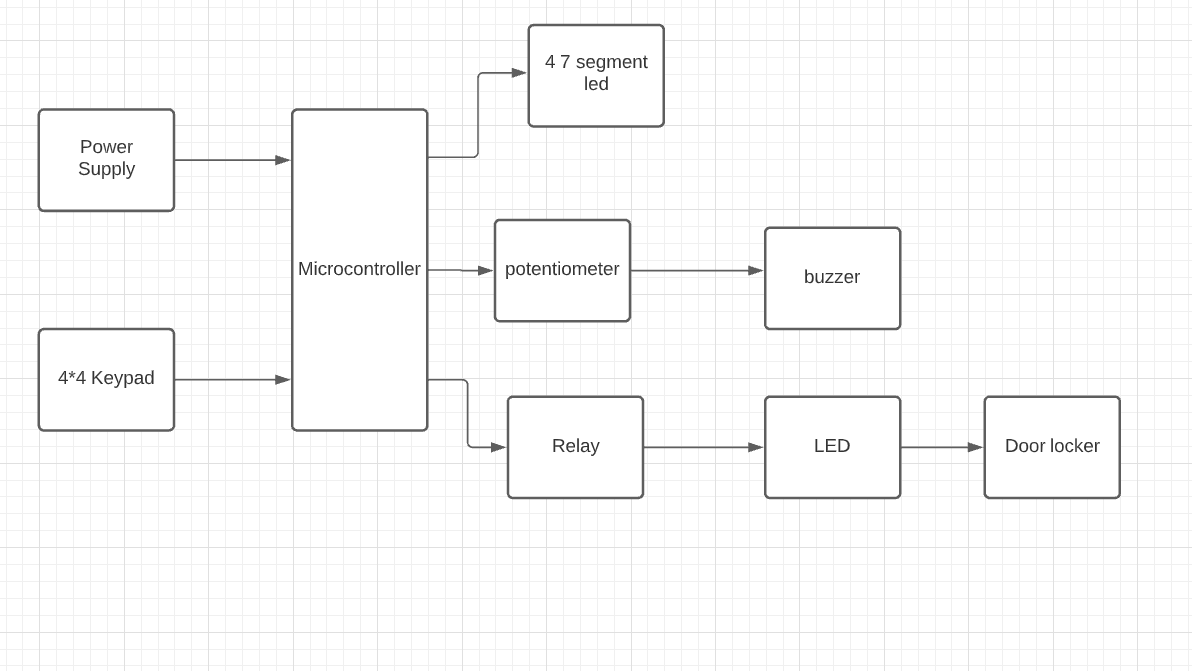 4 7 segment
led
Power
Supply
Microcontroller
potentiometer
buzzer
4*4 Keypad
Relay
LED
Door locker